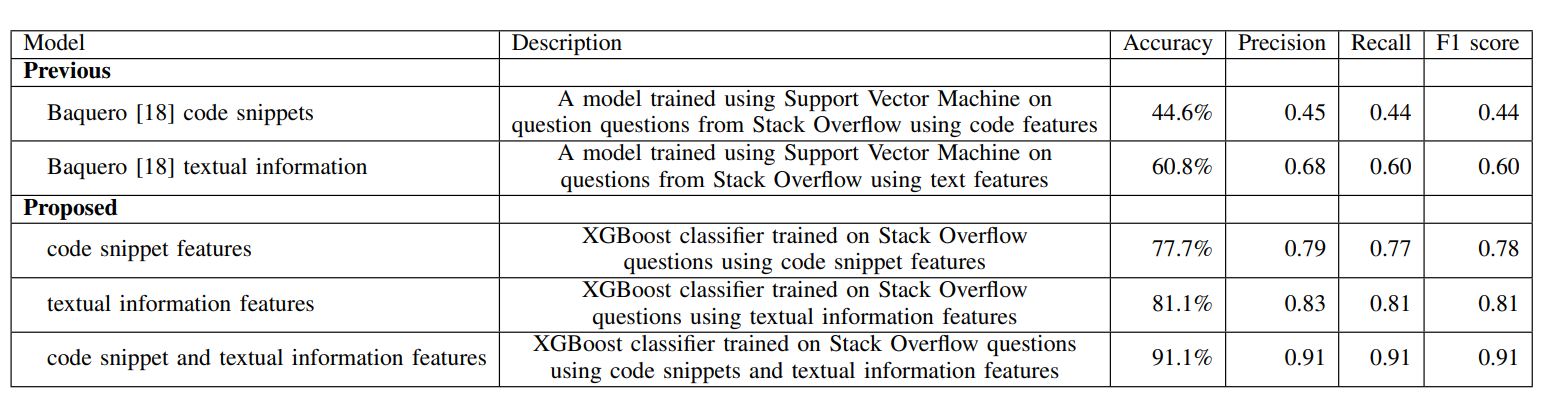 Model Description Accuracy Precision Recall F1 score
Previous
Baquero [18] code snippets A model trained using Support Vector Machine on
question questions from Stack Overflow using code features 44.6% 0.45 0.44 0.44
Baquero [18] textual information A model trained using Support Vector Machine on
questions from Stack Overflow using text features 60.8% 0.68 0.60 0.60
Proposed
code snippet features XGBoost classifier trained on Stack Overflow
questions using code snippet features 77.7% 0.79 0.77 0.78
textual information features XGBoost classifier trained on Stack Overflow
questions using textual information features 81.1% 0.83 0.81 0.81
code snippet and textual information features XGBoost classifier trained on Stack Overflow questions
using code snippets and textual information features 91.1% 0.91 0.91 0.91